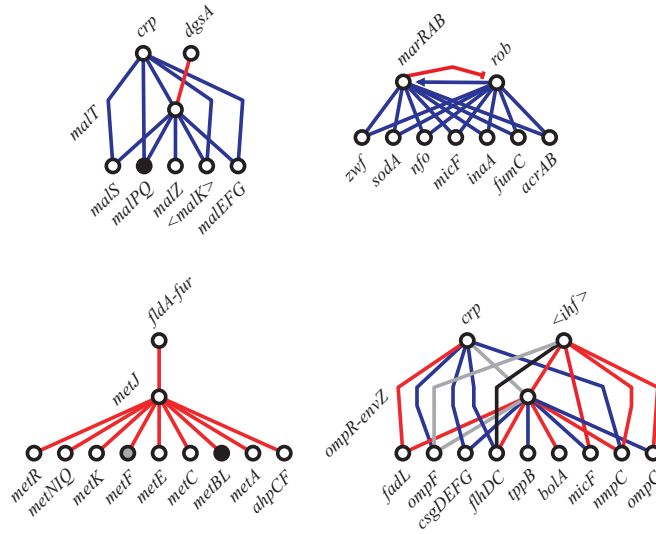 crp
dgsA
malT
malS
malPQ
malZ
<malK>
malEFG
marRAB
rob
zwf
sodA
nfo
micF
inaA
fumC
acrAB
fldA-fur
metJ
metR
metNIQ
metK
metF
metE
metC
metBL
metA
ahpCF
crp
<ihf>
ompR-envZ
fadL
ompF
csgDEFG
flhDC
tppB
bolA
micF
nmpC
ompC